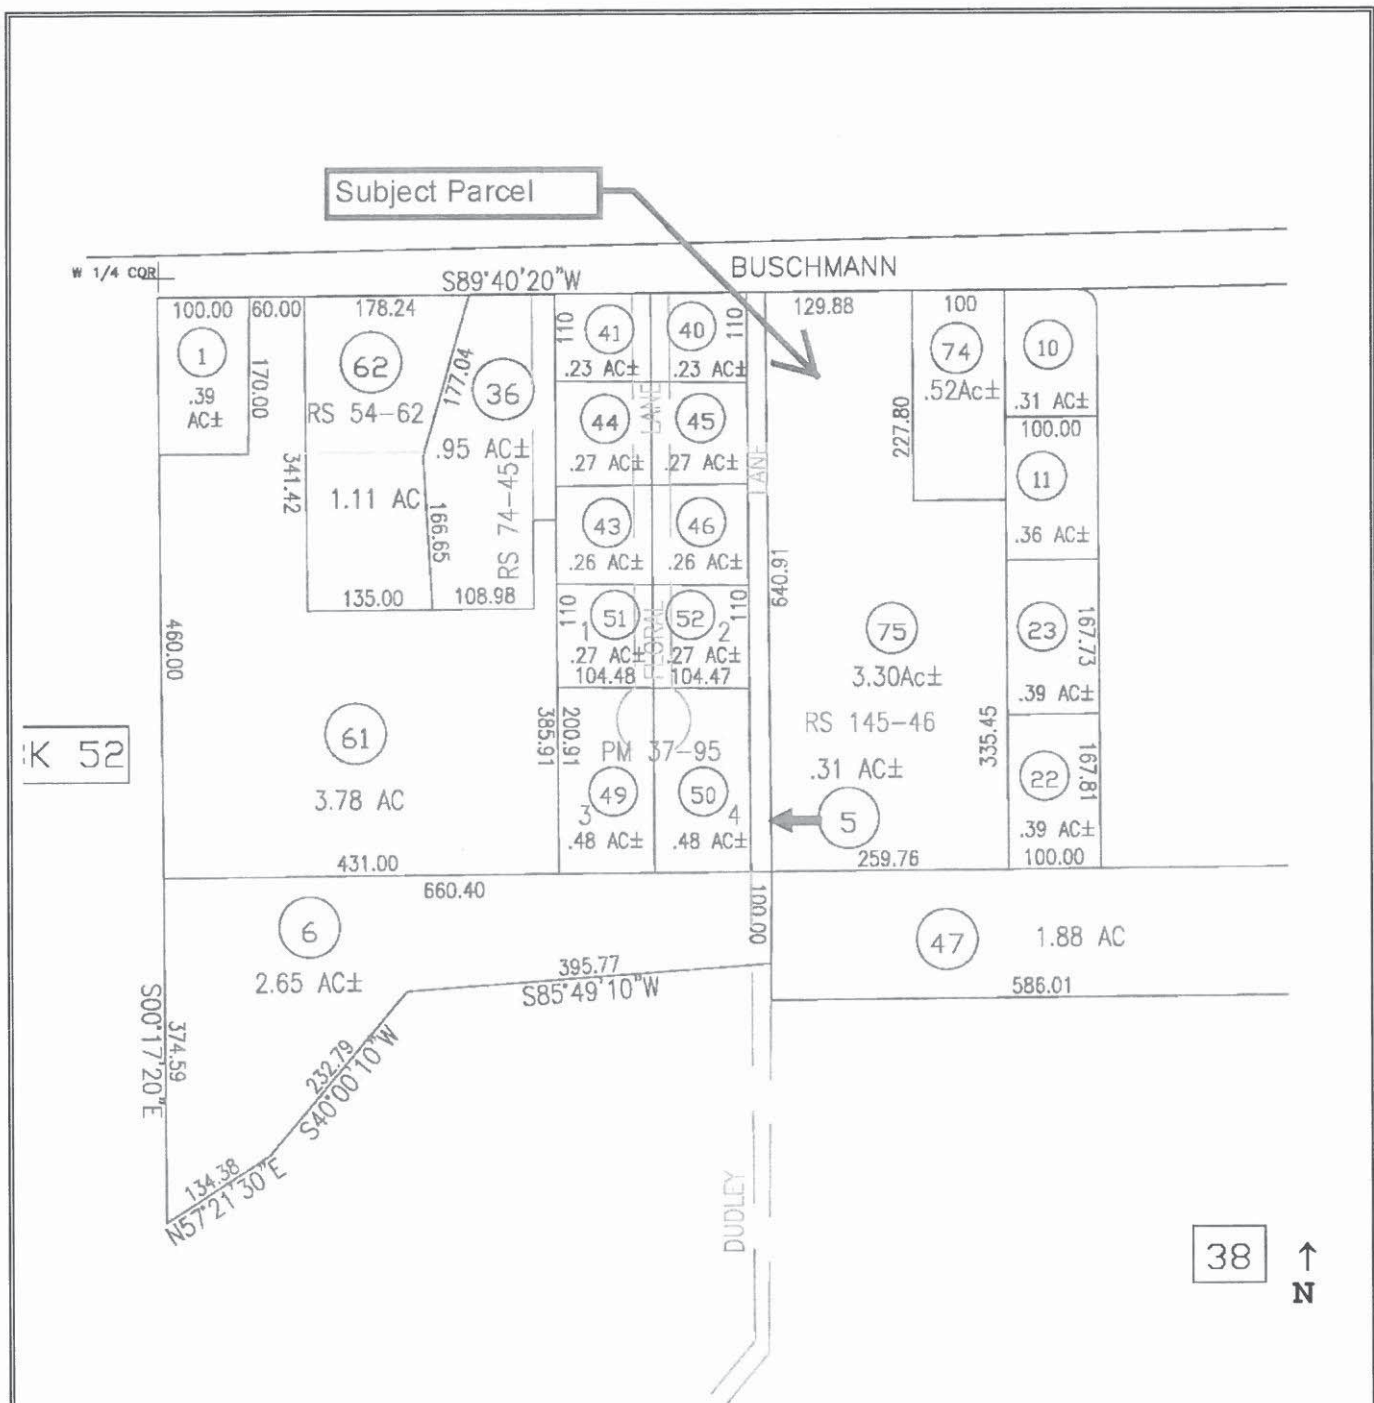 Subject Parcel
W 1/4 COR
S89°40'20"W
BUSCHMANN
100.00
60.00
178.24
129.88
100
1
.39
AC±
170.00
62
RS 54-62
177.04
36
.95 AC±
RS 74-45
1.11 AC
341.42
166.65
135.00
108.98
110
41
.23 AC±
40
110
.23 AC±
44
.27 AC±
LANE
45
.27 AC±
LANE
43
.26 AC±
46
.26 AC±
110
51
1
.27 AC±
104.48
FLORAL
52
2
110
.27 AC±
104.47
385.91
200.91
PM 37-95
49
3
.48 AC±
50
4
.48 AC±
640.91
74
.52Ac±
227.80
10
.31 AC±
100.00
11
.36 AC±
75
3.30Ac±
RS 145-46
.31 AC±
5
335.45
259.76
23
167.73
.39 AC±
22
167.81
.39 AC±
100.00
460.00
61
3.78 AC
431.00
K 52
660.40
6
2.65 AC±
100.00
47
1.88 AC
586.01
395.77
S85°49'10"W
232.79
S40°00'10"W
S00°17'20"E
374.59
134.38
N57°21'30"E
DUDLEY
38
N